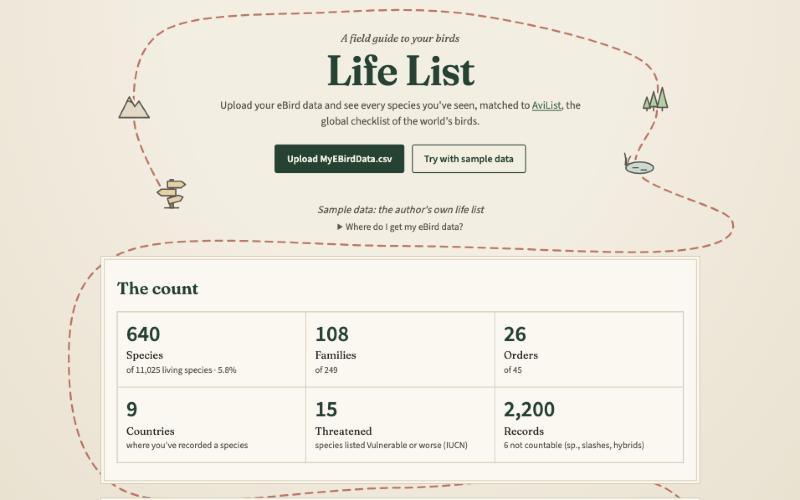 A field guide to your birds
Life List
Upload your eBird data and see every species you've seen, matched to AviList, the
global checklist of the world's birds.
Upload MyEBirdData.csv
Try with sample data
Sample data: the author's own life list
▶ Where do I get my eBird data?
The count
640
Species
of 11,025 living species · 5.8%
108
Families
of 249
26
Orders
of 45
9
Countries
where you've recorded a species
15
Threatened
species listed Vulnerable or worse (IUCN)
2,200
Records
6 not countable (sp., slashes, hybrids)